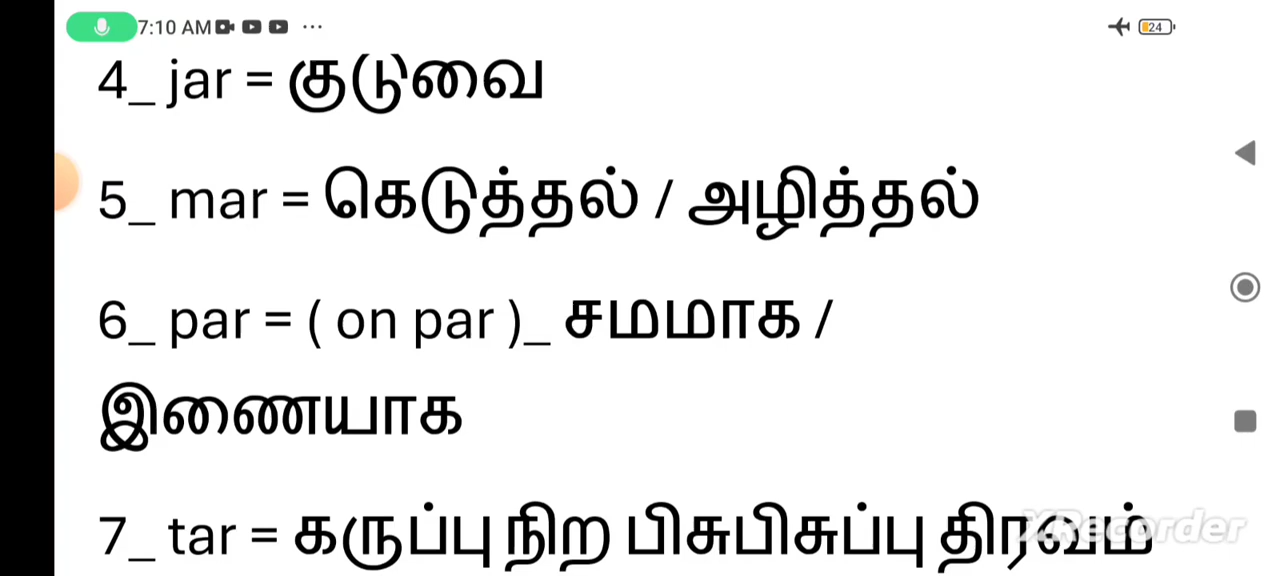 7:10 AM ··· 24
4_ jar = குடுவை
5_ mar = கெடுத்தல் / அழித்தல்
6_ par = ( on par )_ சமமாக /
இணையாக
7_ tar = கருப்பு நிற பிசுபிசுப்பு திரவம்
XRecorder